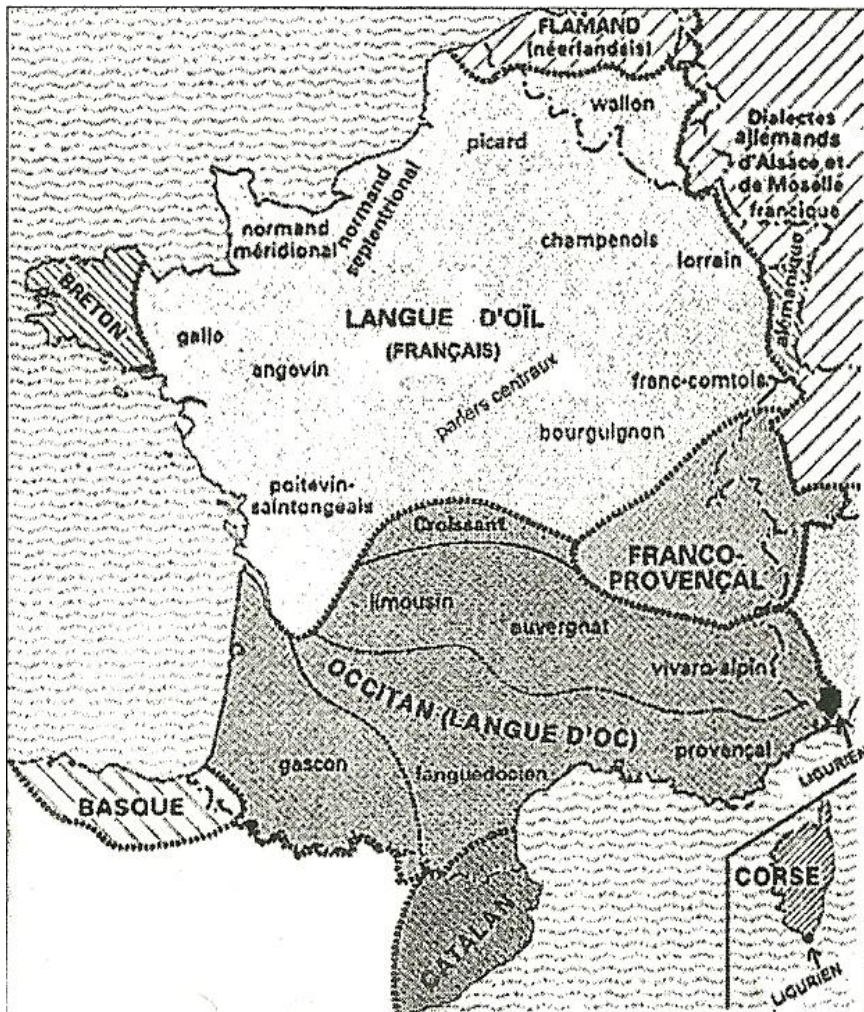 FLAMAND
(néerlandais)
wallon
picard
Dialectes
allemands
d'Alsace et
de Moselle
francique
alémanique
normand
méridional
normand
septentrional
champenois
lorrain
BRETON
gallo
LANGUE D'OÏL
(FRANÇAIS)
angevin
parlers centraux
franc-comtois
bourguignon
poitevin-
saintongeais
Croissant
FRANCO-
PROVENÇAL
limousin
auvergnat
vivaro-alpin
OCCITAN (LANGUE D'OC)
provençal
gascon
languedocien
LIGURIEN
BASQUE
CORSE
CATALAN
LIGURIEN